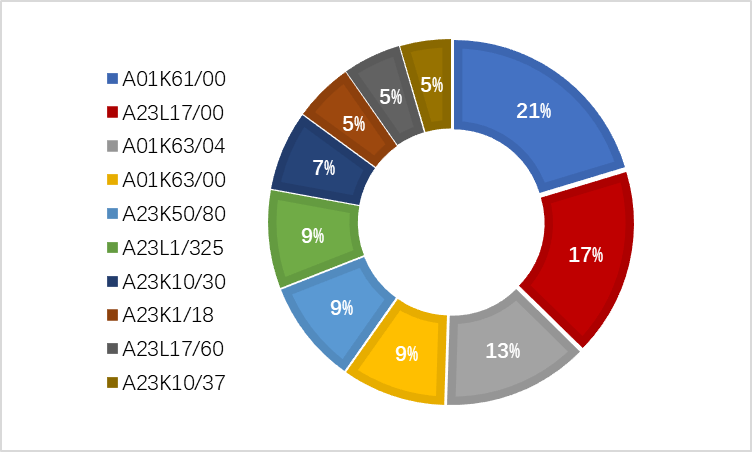 A01K61/00
A23L17/00
A01K63/04
A01K63/00
A23K50/80
A23L1/325
A23K10/30
A23K1/18
A23L17/60
A23K10/37
21%
17%
13%
9%
9%
9%
7%
5%
5%
5%